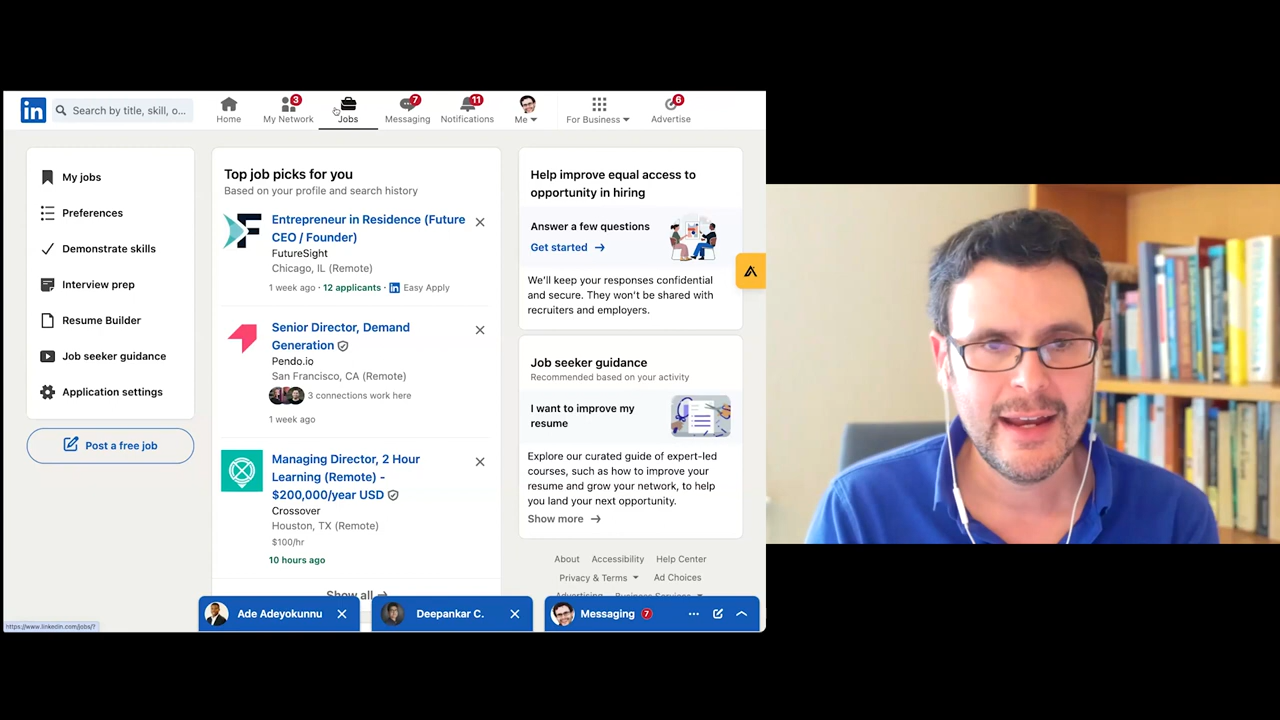 in
Search by title, skill, o...
Home
3
My Network
Jobs
7
Messaging
11
Notifications
Me
For Business
6
Advertise
My jobs
Preferences
Demonstrate skills
Interview prep
Resume Builder
Job seeker guidance
Application settings
Post a free job
Top job picks for you
Based on your profile and search history
Entrepreneur in Residence (Future
CEO / Founder)
FutureSight
Chicago, IL (Remote)
1 week ago · 12 applicants · in Easy Apply
Senior Director, Demand
Generation
Pendo.io
San Francisco, CA (Remote)
3 connections work here
1 week ago
Managing Director, 2 Hour
Learning (Remote) -
$200,000/year USD
Crossover
Houston, TX (Remote)
$100/hr
10 hours ago
Show all
Help improve equal access to
opportunity in hiring
Answer a few questions
Get started
We'll keep your responses confidential
and secure. They won't be shared with
recruiters and employers.
Job seeker guidance
Recommended based on your activity
I want to improve my
resume
Explore our curated guide of expert-led
courses, such as how to improve your
resume and grow your network, to help
you land your next opportunity.
Show more
About Accessibility Help Center
Privacy & Terms Ad Choices
Advertising Business Services
Ade Adeyokunnu
Deepankar C.
Messaging 7
https://www.linkedin.com/jobs/?